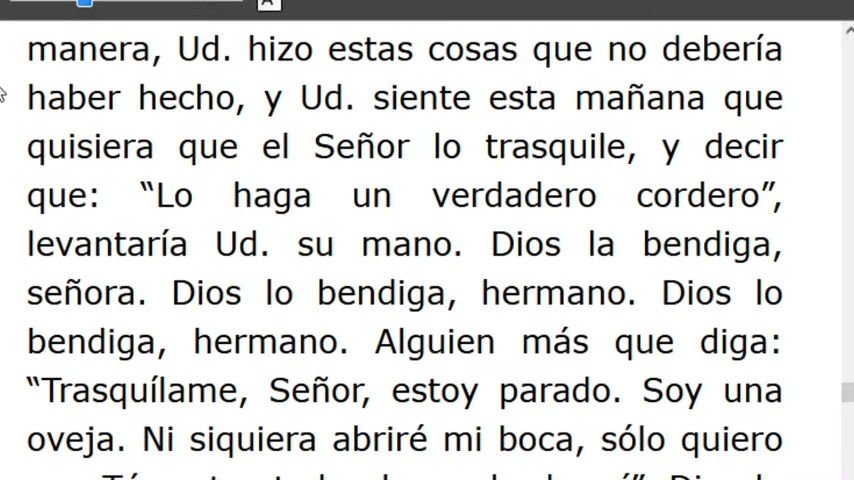 manera, Ud. hizo estas cosas que no debería
haber hecho, y Ud. siente esta mañana que
quisiera que el Señor lo trasquile, y decir
que: “Lo haga un verdadero cordero”,
levantaría Ud. su mano. Dios la bendiga,
señora. Dios lo bendiga, hermano. Dios lo
bendiga, hermano. Alguien más que diga:
“Trasquílame, Señor, estoy parado. Soy una
oveja. Ni siquiera abriré mi boca, sólo quiero